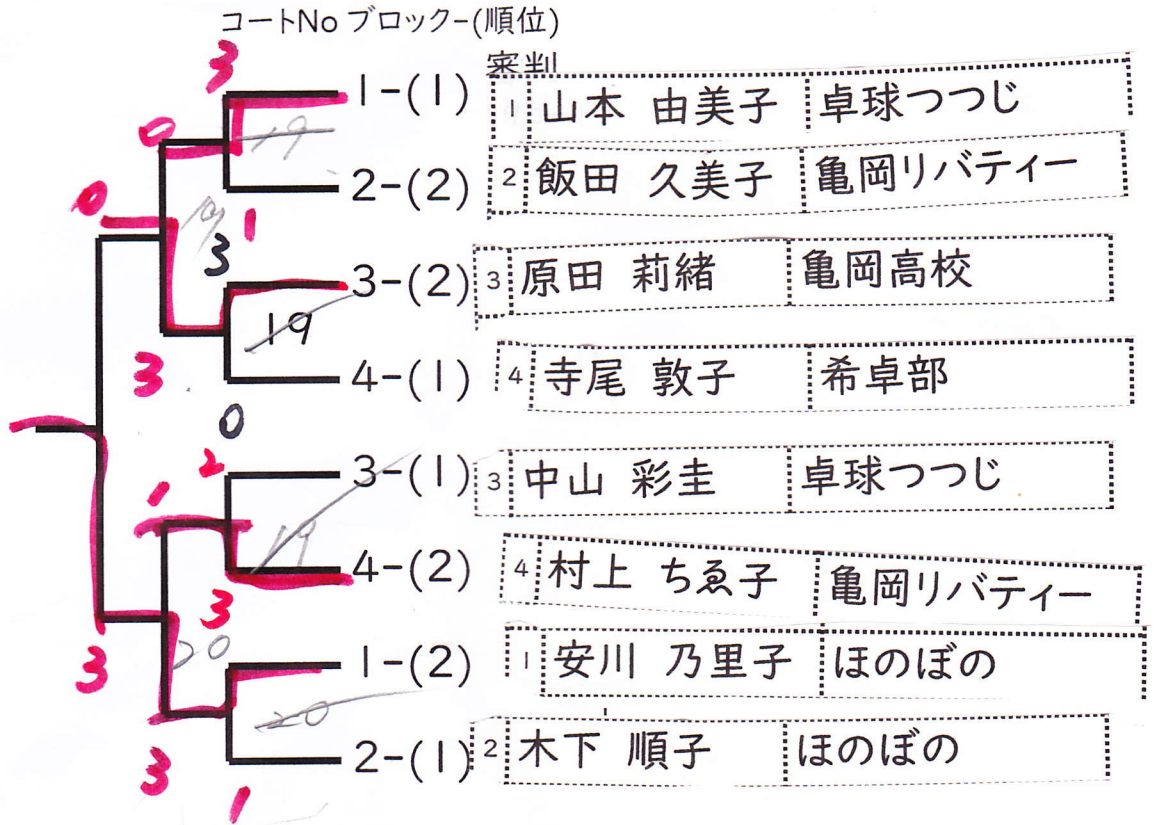 コートNo ブロック-(順位)
審判
3
1-(1) 1 山本 由美子 卓球つつじ
0 19
2-(2) 2 飯田 久美子 亀岡リバティー
0 19 1
3
3-(2) 3 原田 莉緒 亀岡高校
19
3 4-(1) 4 寺尾 敦子 希卓部
0
2 3-(1) 3 中山 彩圭 卓球つつじ
1 19
4-(2) 4 村上 ちゑ子 亀岡リバティー
3
3 20 1-(2) 1 安川 乃里子 ほのぼの
20
2-(1) 2 木下 順子 ほのぼの
3 1